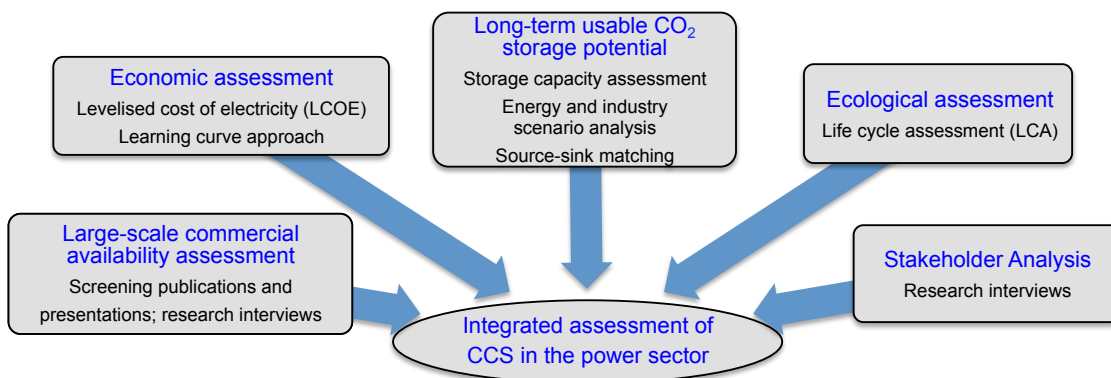 Economic assessment
Levelised cost of electricity (LCOE)
Learning curve approach
Long-term usable CO₂
storage potential
Storage capacity assessment
Energy and industry
scenario analysis
Source-sink matching
Ecological assessment
Life cycle assessment (LCA)
Large-scale commercial
availability assessment
Screening publications and
presentations; research interviews
Stakeholder Analysis
Research interviews
Integrated assessment of
CCS in the power sector